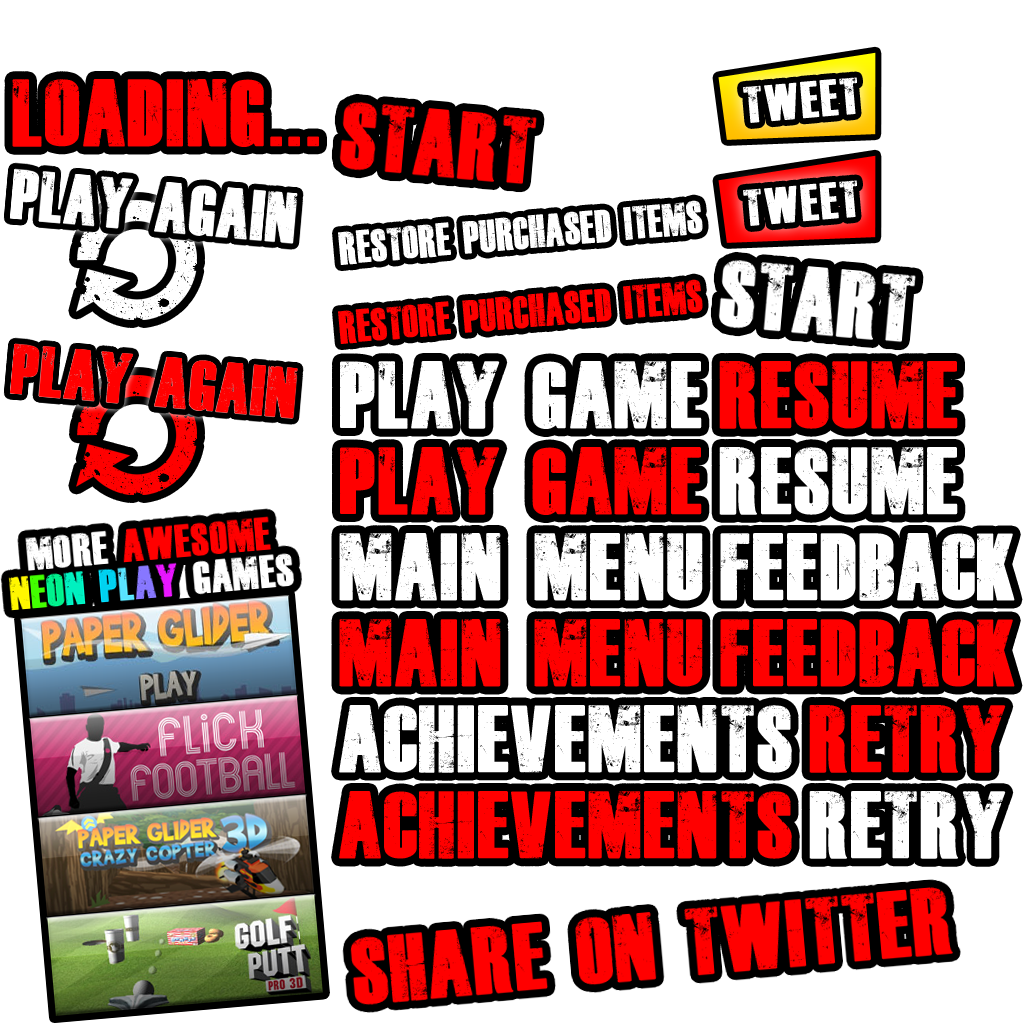 LOADING...
START
TWEET
PLAY AGAIN
TWEET
RESTORE PURCHASED ITEMS
START
RESTORE PURCHASED ITEMS
PLAY AGAIN
PLAY GAME
RESUME
PLAY GAME
RESUME
MORE AWESOME
NEON PLAY GAMES
MAIN MENU
FEEDBACK
MAIN MENU
FEEDBACK
PAPER GLIDER
PLAY
FLiCK
FOOTBALL
PAPER GLIDER 3D
CRAZY COPTER
GOLF
PUTT
PRO 3D
ACHIEVEMENTS
RETRY
ACHIEVEMENTS
RETRY
SHARE ON TWITTER